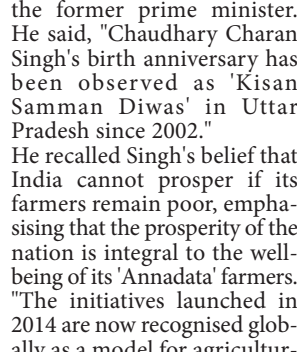 the former prime minister.
He said, "Chaudhary Charan
Singh's birth anniversary has
been observed as 'Kisan
Samman Diwas' in Uttar
Pradesh since 2002."
He recalled Singh's belief that
India cannot prosper if its
farmers remain poor, empha-
sising that the prosperity of the
nation is integral to the well-
being of its 'Annadata' farmers.
"The initiatives launched in
2014 are now recognised glob-
ally as a model for agricultur-